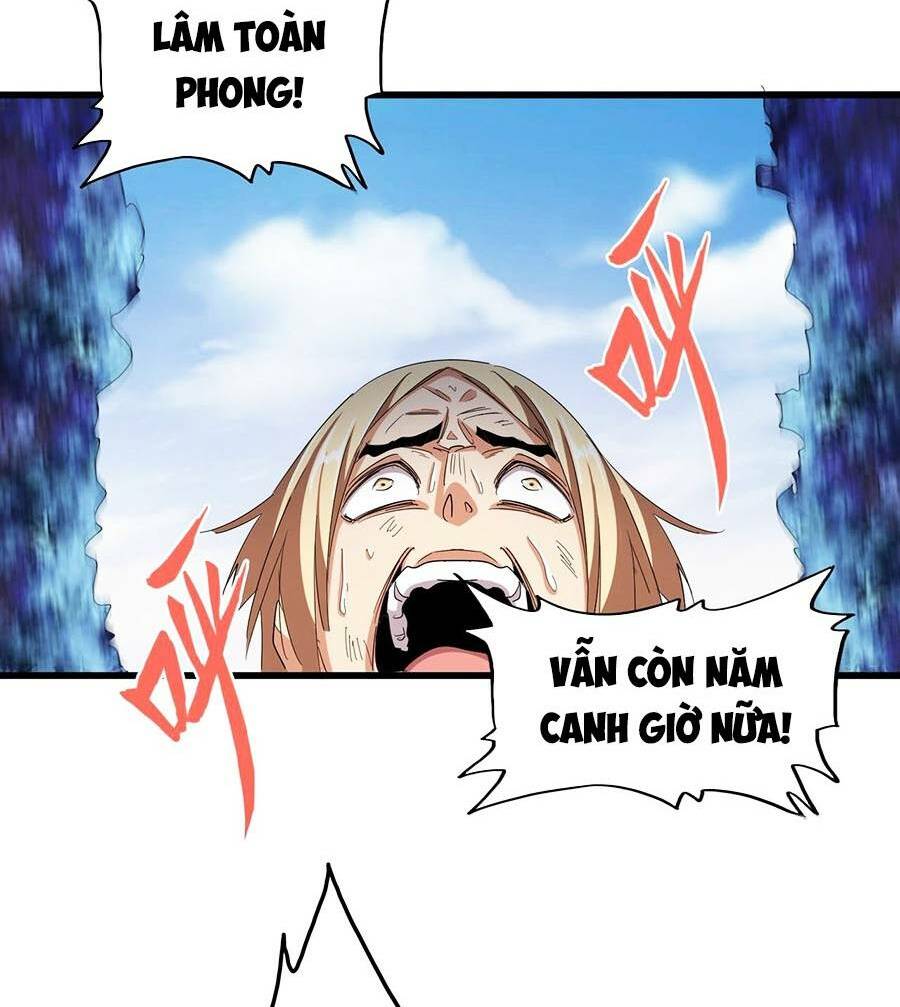 LÂM TOÀN
PHONG!
呼
呼
VẪN CÒN NĂM
CANH GIỜ NỮA!